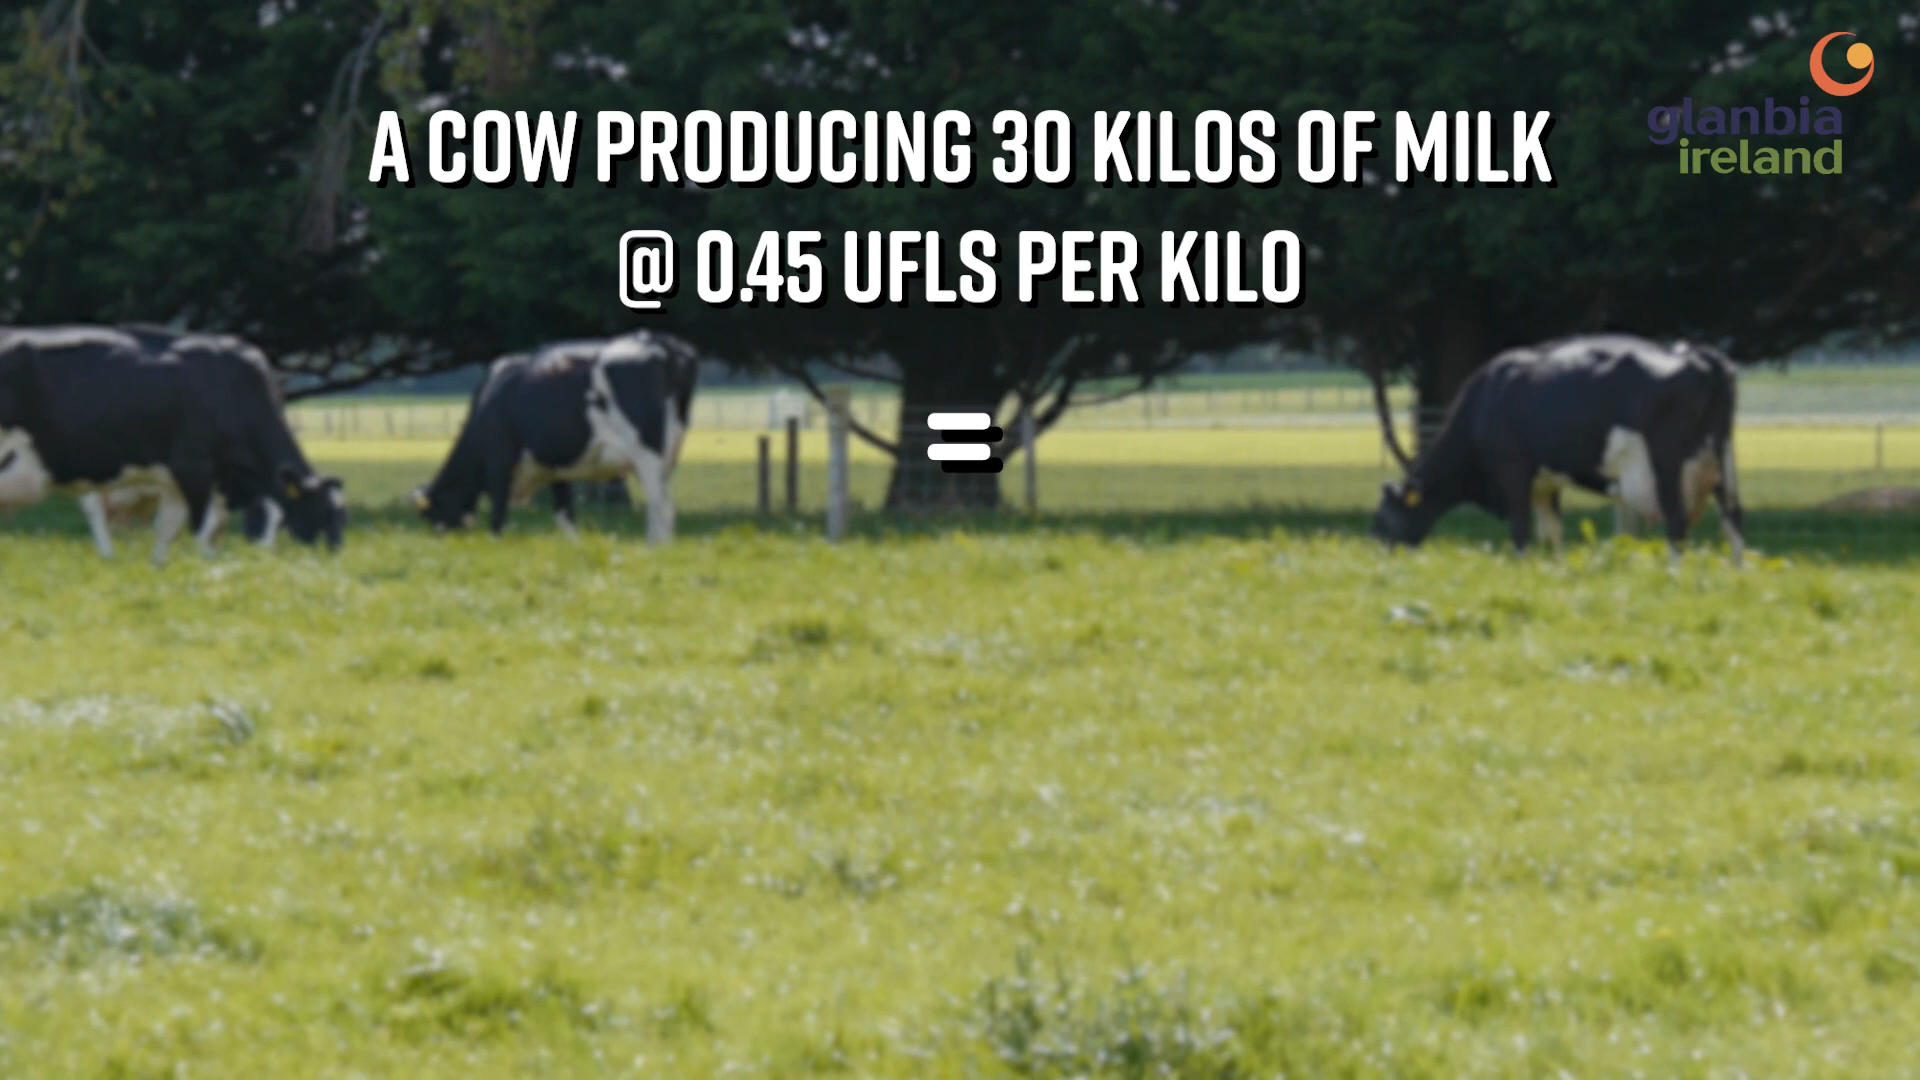 A COW PRODUCING 30 KILOS OF MILK
@ 0.45 UFLS PER KILO
=
glanbia
ireland